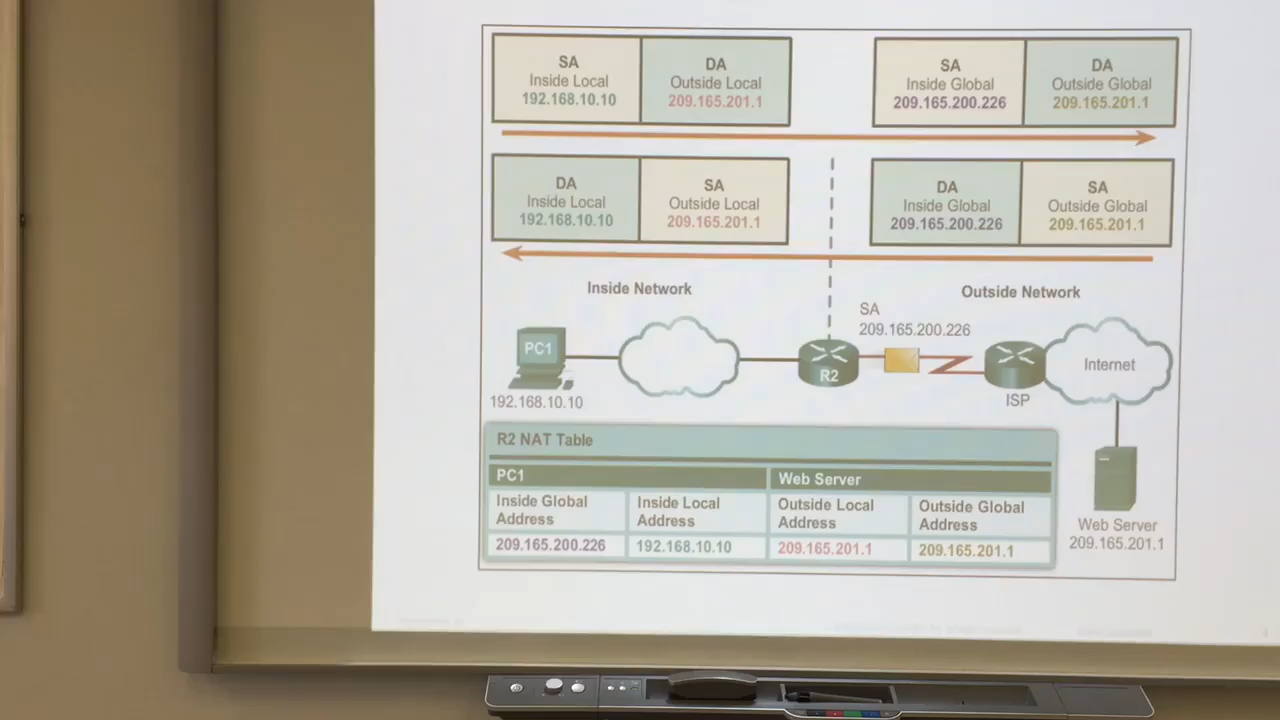 SA
Inside Local
192.168.10.10
DA
Outside Local
209.165.201.1
SA
Inside Global
209.165.200.226
DA
Outside Global
209.165.201.1
DA
Inside Local
192.168.10.10
SA
Outside Local
209.165.201.1
DA
Inside Global
209.165.200.226
SA
Outside Global
209.165.201.1
Inside Network
Outside Network
SA
209.165.200.226
PC1
192.168.10.10
R2
ISP
Internet
Web Server
209.165.201.1
R2 NAT Table
PC1
Web Server
Inside Global
Address
Inside Local
Address
Outside Local
Address
Outside Global
Address
209.165.200.226
192.168.10.10
209.165.201.1
209.165.201.1